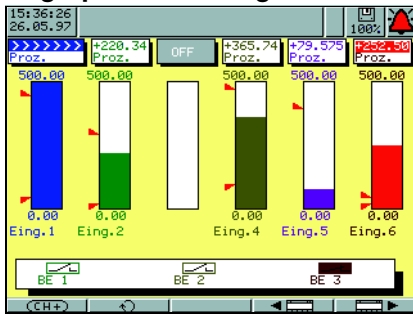 15:36:26
26.05.97
100%
>>>>>>> +220.34 OFF +365.74 +79.575 +252.50
Proz. Proz. Proz. Proz. Proz.
500.00 500.00 500.00 500.00 500.00
0.00 0.00 0.00 0.00 0.00
Eing.1 Eing.2 Eing.4 Eing.5 Eing.6
BE 1 BE 2 BE 3
(CH+)